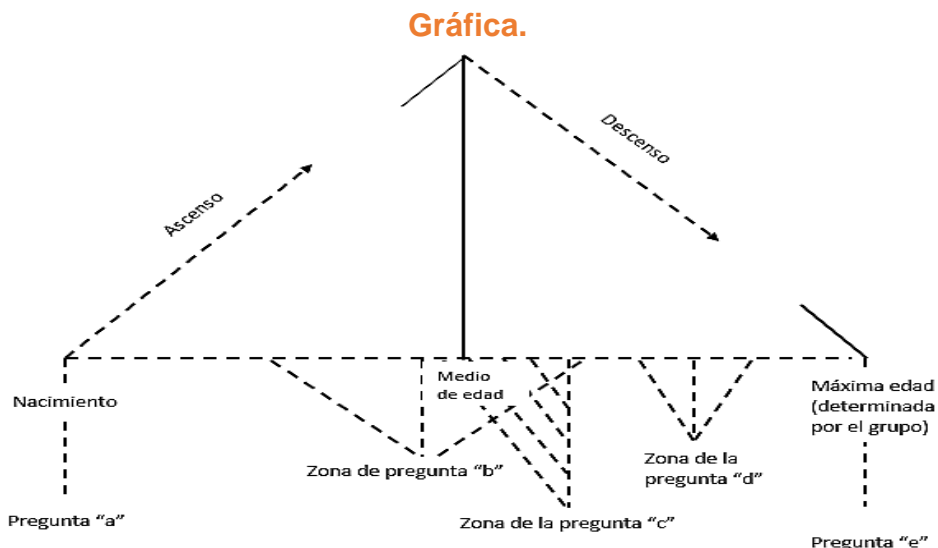 Gráfica.
Ascenso
Descenso
Nacimiento
Medio
de edad
Máxima edad
(determinada
por el grupo)
Zona de pregunta “b”
Zona de la
pregunta “d”
Pregunta “a”
Zona de la pregunta “c”
Pregunta “e”